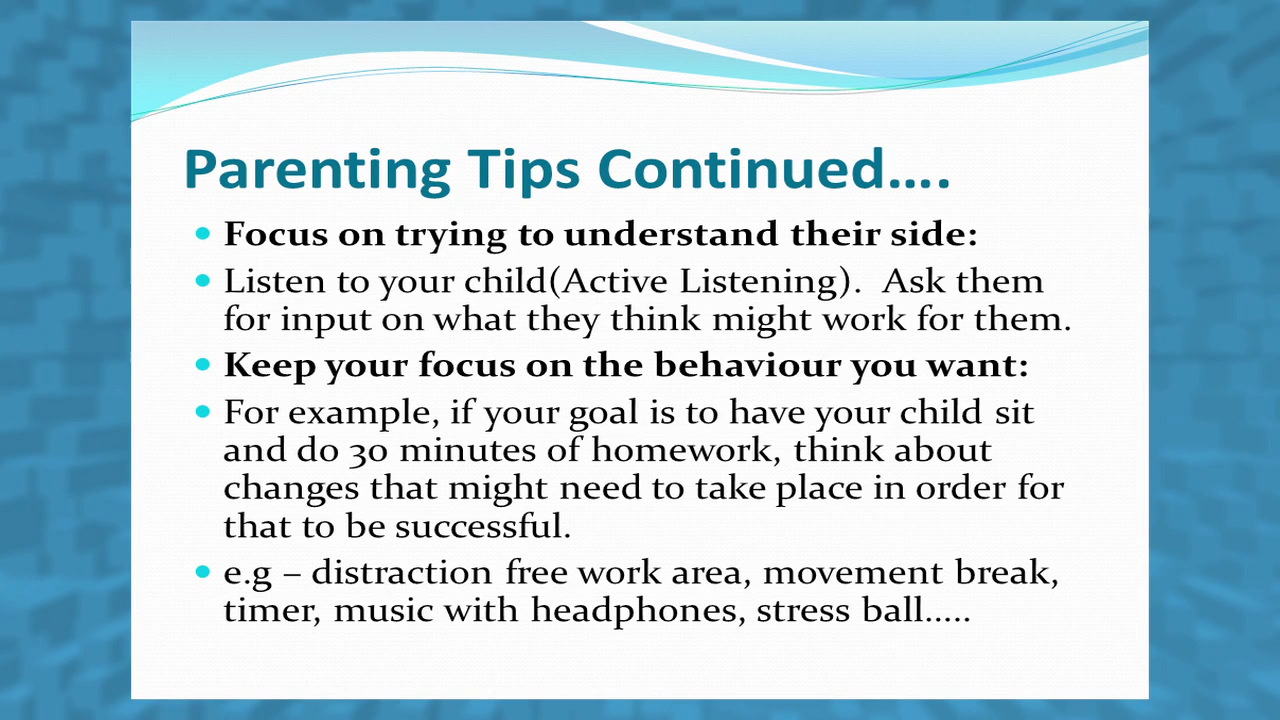 Parenting Tips Continued....
• Focus on trying to understand their side:
• Listen to your child(Active Listening).  Ask them
for input on what they think might work for them.
• Keep your focus on the behaviour you want:
• For example, if your goal is to have your child sit
and do 30 minutes of homework, think about
changes that might need to take place in order for
that to be successful.
• e.g – distraction free work area, movement break,
timer, music with headphones, stress ball.....